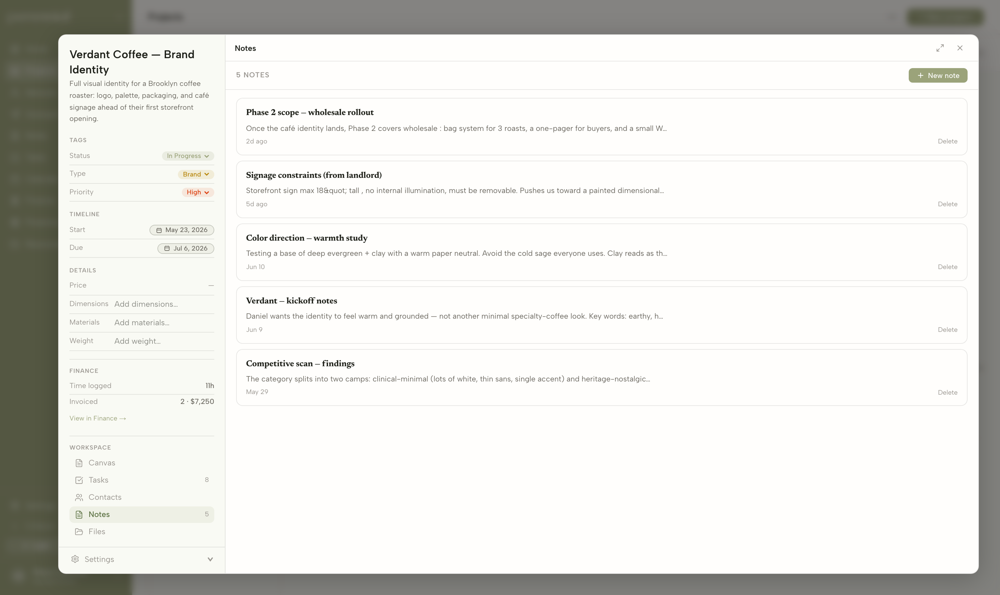 Projects
Verdant Coffee — Brand
Identity
Full visual identity for a Brooklyn coffee
roaster: logo, palette, packaging, and café
signage ahead of their first storefront
opening.
TAGS
Status In Progress
Type Brand
Priority High
TIMELINE
Start May 23, 2026
Due Jul 6, 2026
DETAILS
Price —
Dimensions Add dimensions…
Materials Add materials…
Weight Add weight…
FINANCE
Time logged 11h
Invoiced 2 · $7,250
View in Finance →
WORKSPACE
Canvas
Tasks 8
Contacts
Notes 5
Files
Settings
Notes
5 NOTES
+ New note
Phase 2 scope – wholesale rollout
Once the café identity lands, Phase 2 covers wholesale : bag system for 3 roasts, a one-pager for buyers, and a small W…
2d ago Delete
Signage constraints (from landlord)
Storefront sign max 18&quot; tall , no internal illumination, must be removable. Pushes us toward a painted dimensional…
5d ago Delete
Color direction – warmth study
Testing a base of deep evergreen + clay with a warm paper neutral. Avoid the cold sage everyone uses. Clay reads as th…
Jun 10 Delete
Verdant – kickoff notes
Daniel wants the identity to feel warm and grounded — not another minimal specialty-coffee look. Key words: earthy, h…
Jun 9 Delete
Competitive scan – findings
The category splits into two camps: clinical-minimal (lots of white, thin sans, single accent) and heritage-nostalgic…
May 29 Delete